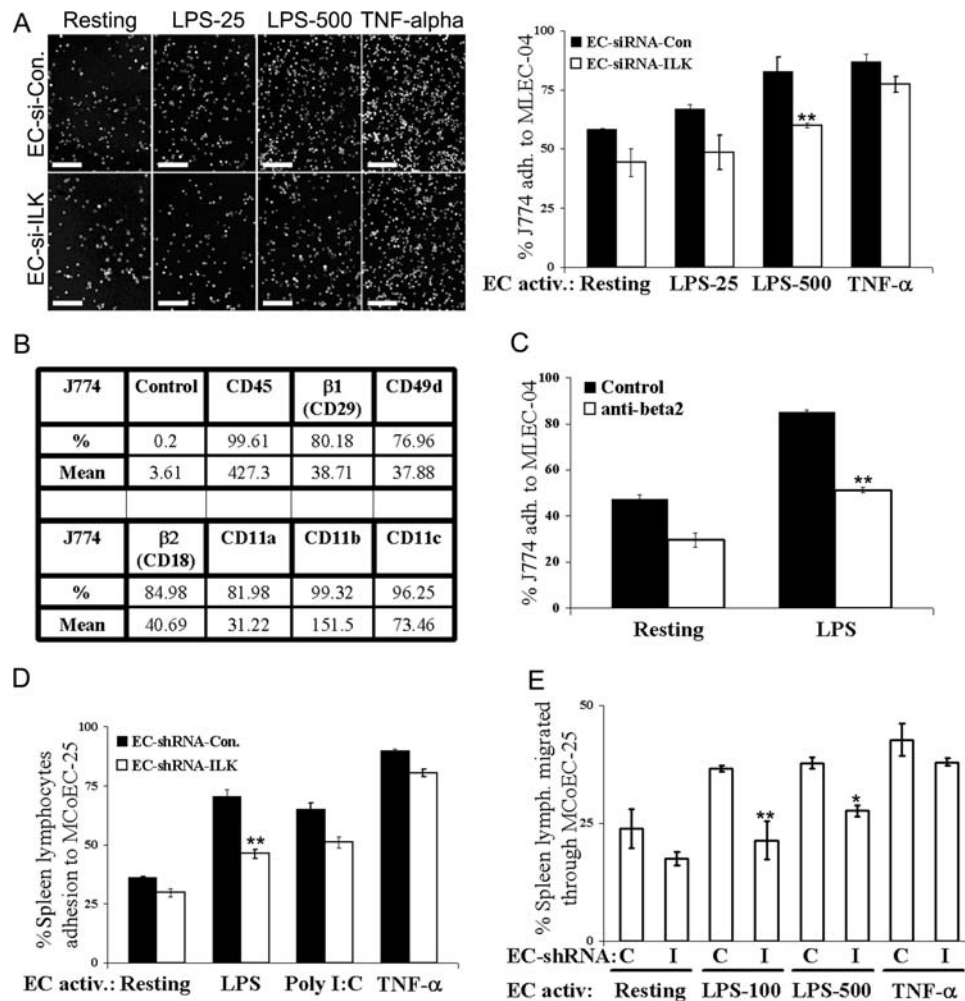 A
Resting LPS-25 LPS-500 TNF-alpha
EC-si-Con.
EC-si-ILK
% J774 adh. to MLEC-04
100
75
50
25
0
EC-siRNA-Con
EC-siRNA-ILK
**
EC activ.: Resting LPS-25 LPS-500 TNF-α
B
J774 Control CD45 β1 (CD29) CD49d
% 0.2 99.61 80.18 76.96
Mean 3.61 427.3 38.71 37.88
J774 β2 (CD18) CD11a CD11b CD11c
% 84.98 81.98 99.32 96.25
Mean 40.69 31.22 151.5 73.46
C
% J774 adh. to MLEC-04
100
80
60
40
20
0
Control
anti-beta2
**
Resting LPS
D
%Spleen lymphocytes
adhesion to MCoEC-25
100
75
50
25
0
EC-shRNA-Con.
EC-shRNA-ILK
**
EC activ.: Resting LPS Poly I:C TNF-α
E
% Spleen lymph. migrated
through MCoEC-25
50
25
0
** *
EC-shRNA: C I C I C I C I
EC activ: Resting LPS-100 LPS-500 TNF-α